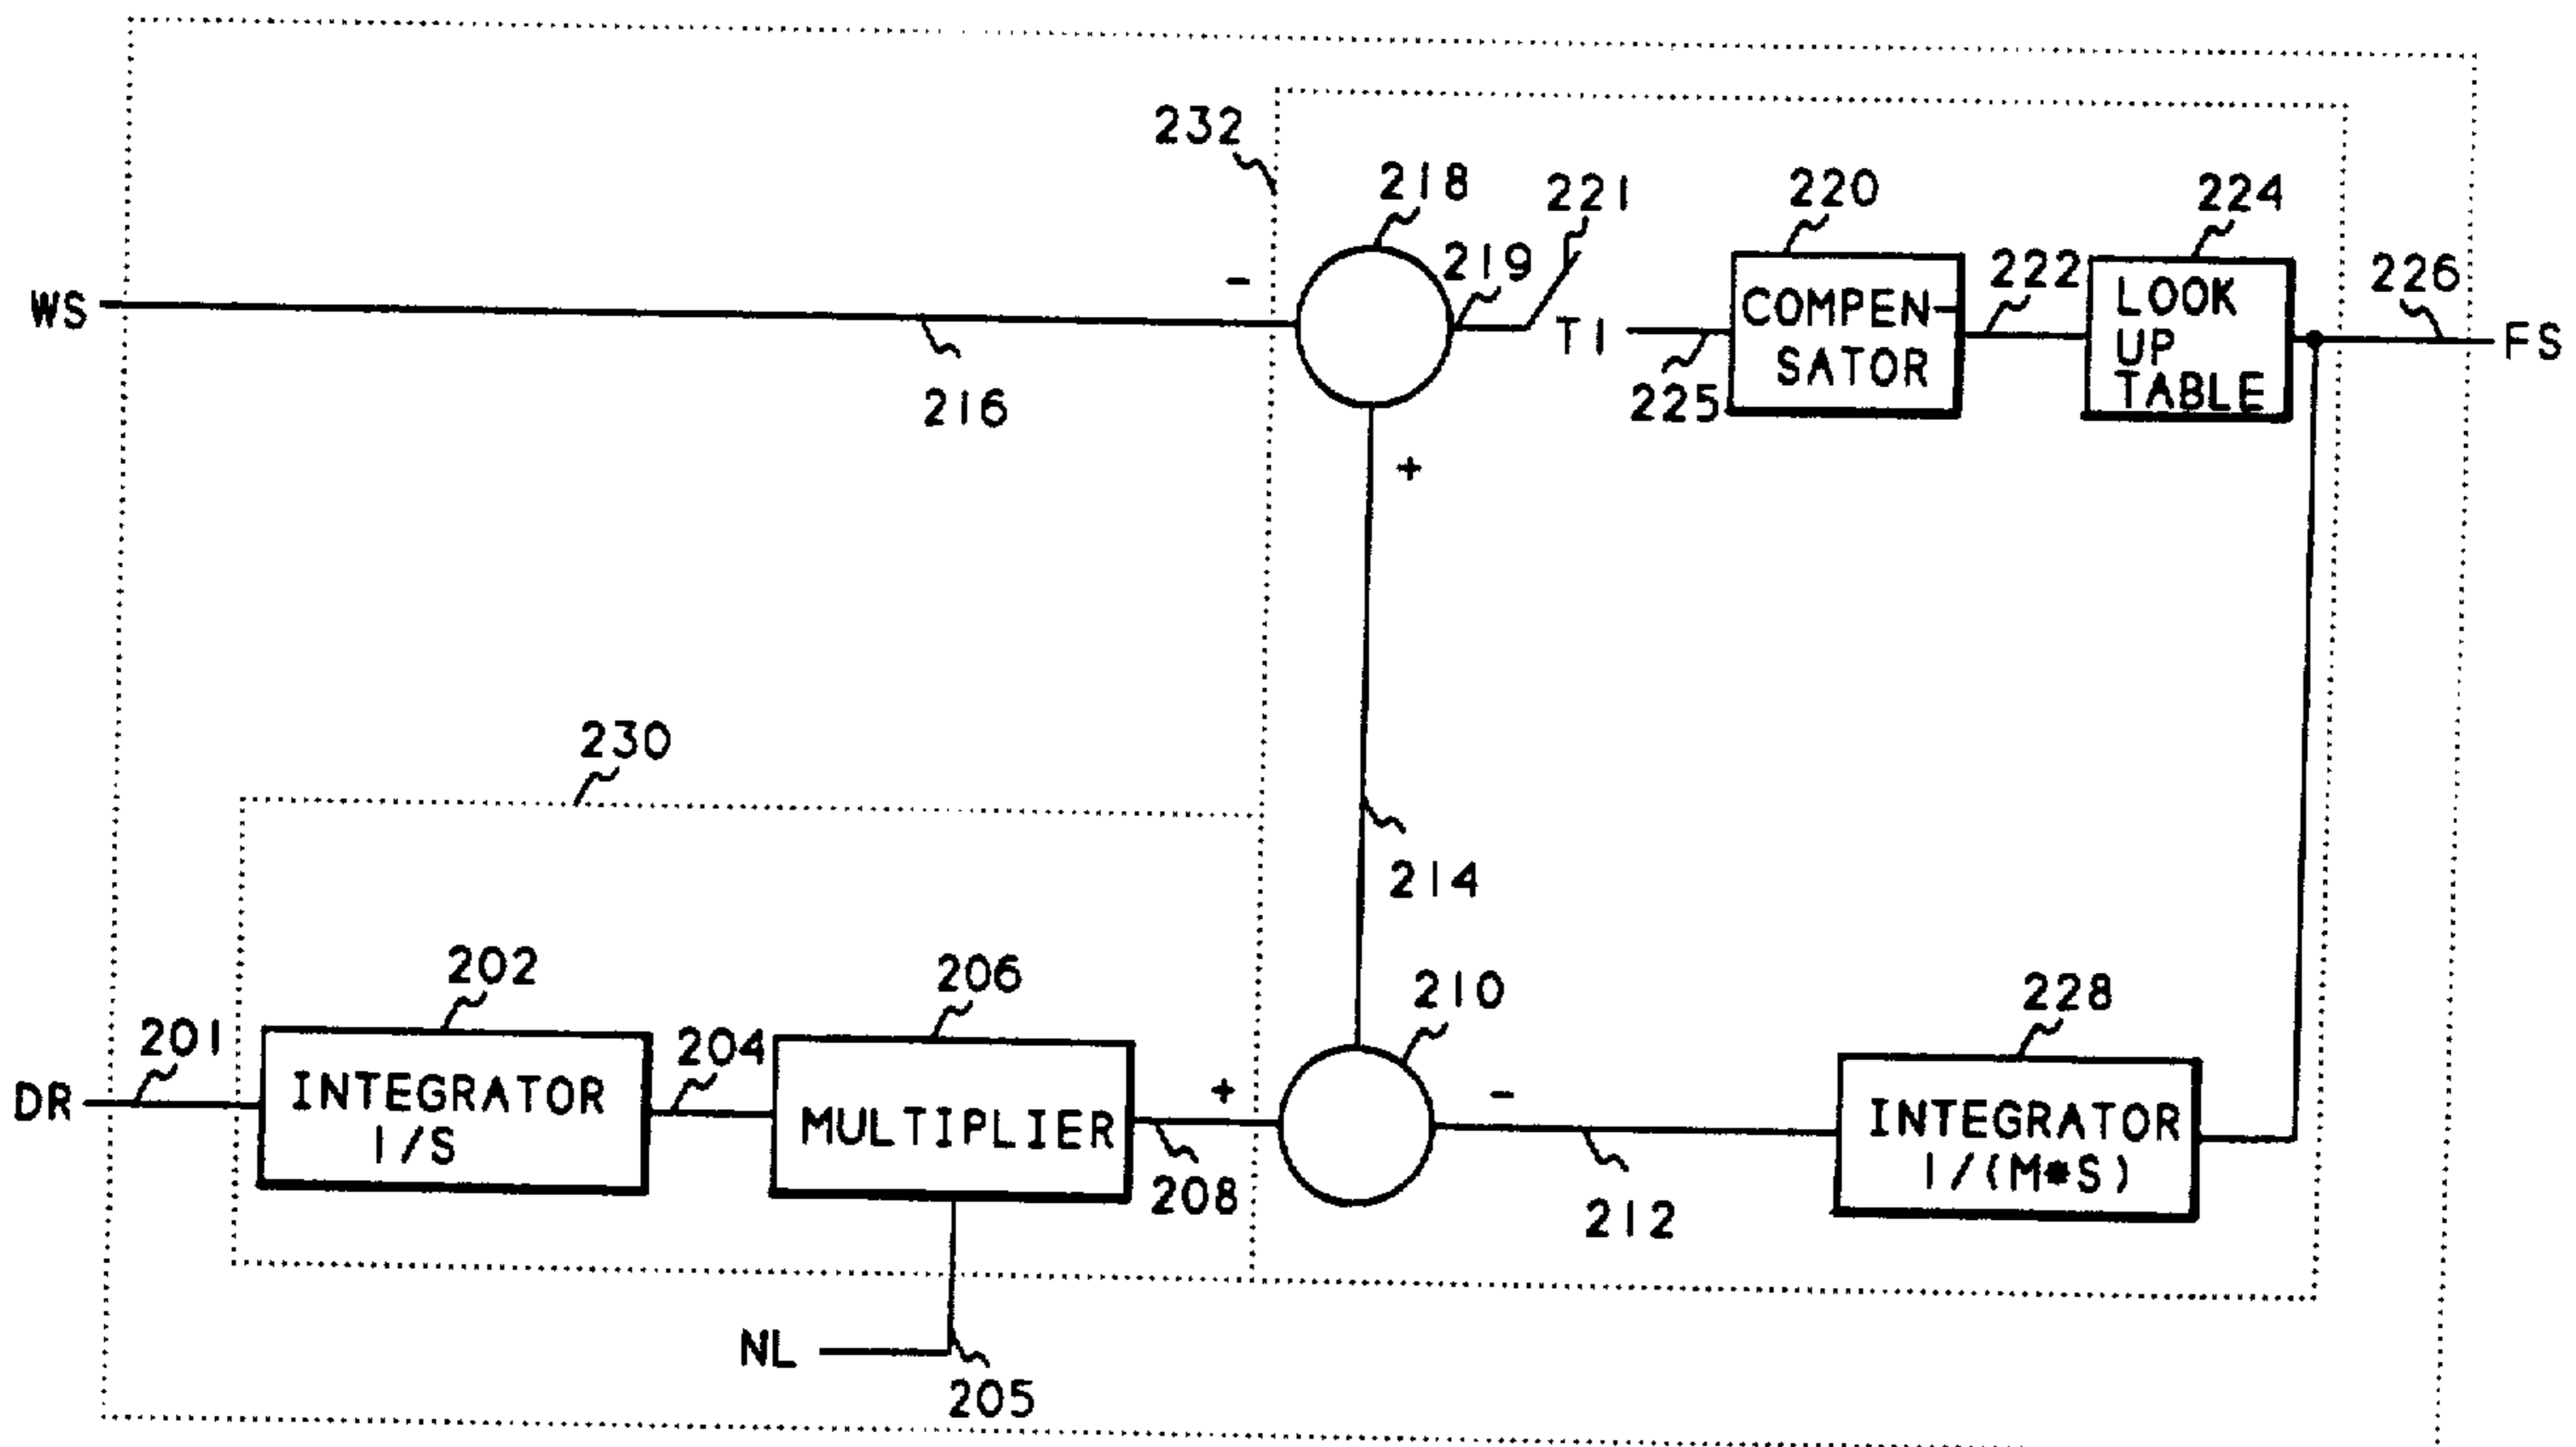 232
218
221
220
224
219
222
226
WS
-
COMPEN-
SATOR
LOOK
UP
TABLE
T1
FS
216
225
+
230
214
202
206
210
228
201
204
+
-
DR
INTEGRATOR
1/S
MULTIPLIER
INTEGRATOR
1/(M*S)
208
212
NL
205